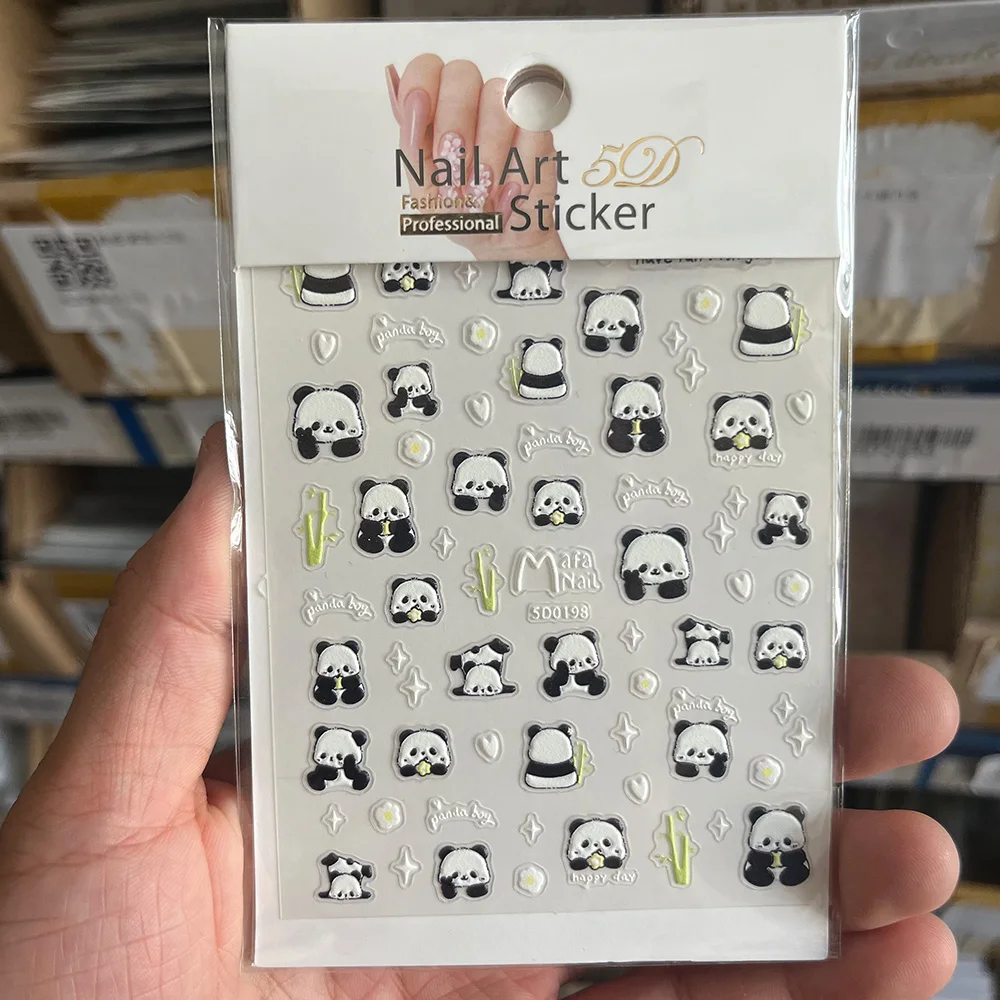 Nail Art 5D
Fashion&
Professional Sticker
panda boy
panda boy
happy day
panda boy
Mafa
Nail
5D0198
panda boy
panda boy
panda boy
happy day